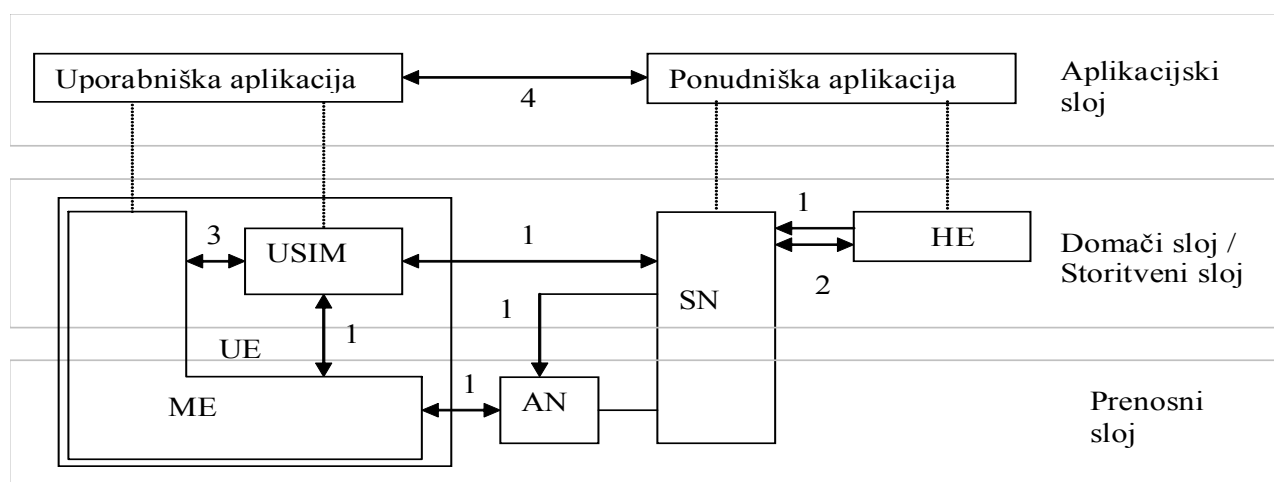 Uporabniška aplikacija
4
Ponudniška aplikacija
Aplikacijski
sloj
3
USIM
1
1
HE
2
Domači sloj /
Storitveni sloj
SN
1
1
UE
ME
1
AN
Prenosni
sloj